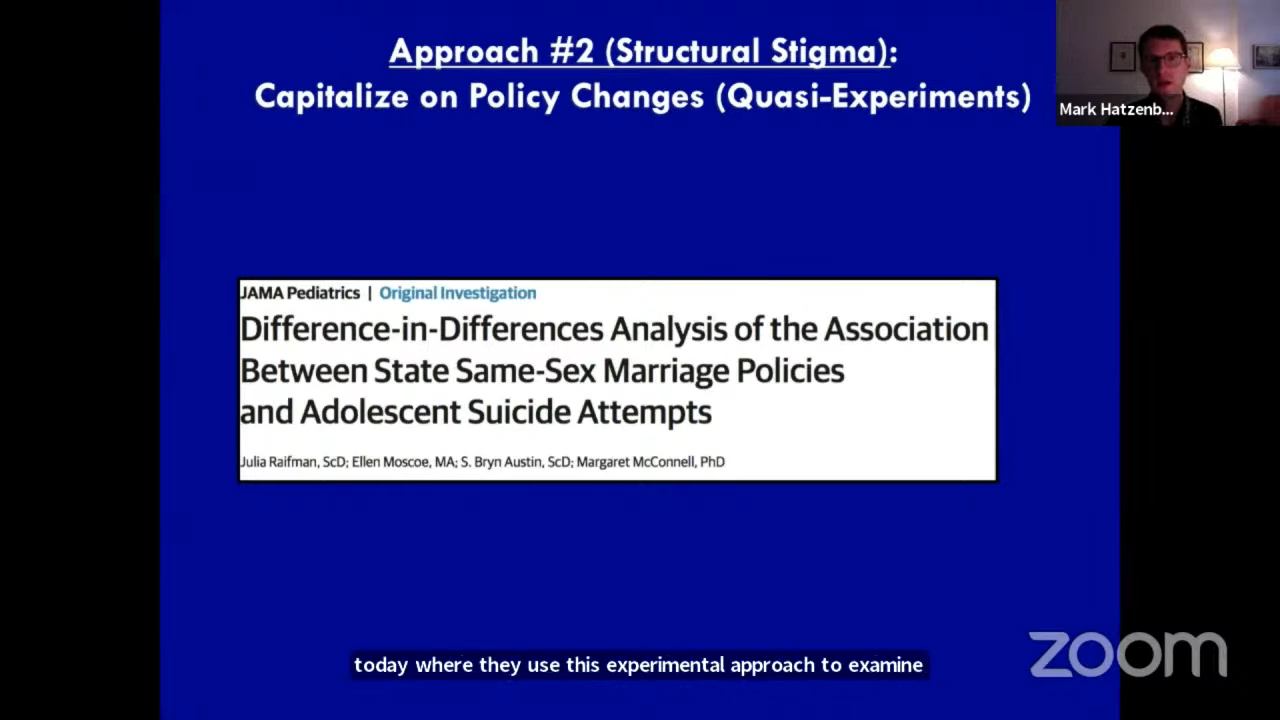 Approach #2 (Structural Stigma):
Capitalize on Policy Changes (Quasi-Experiments)
Mark Hatzenb...
JAMA Pediatrics | Original Investigation
Difference-in-Differences Analysis of the Association
Between State Same-Sex Marriage Policies
and Adolescent Suicide Attempts
Julia Raifman, ScD; Ellen Moscoe, MA; S. Bryn Austin, ScD; Margaret McConnell, PhD
today where they use this experimental approach to examine
zoom